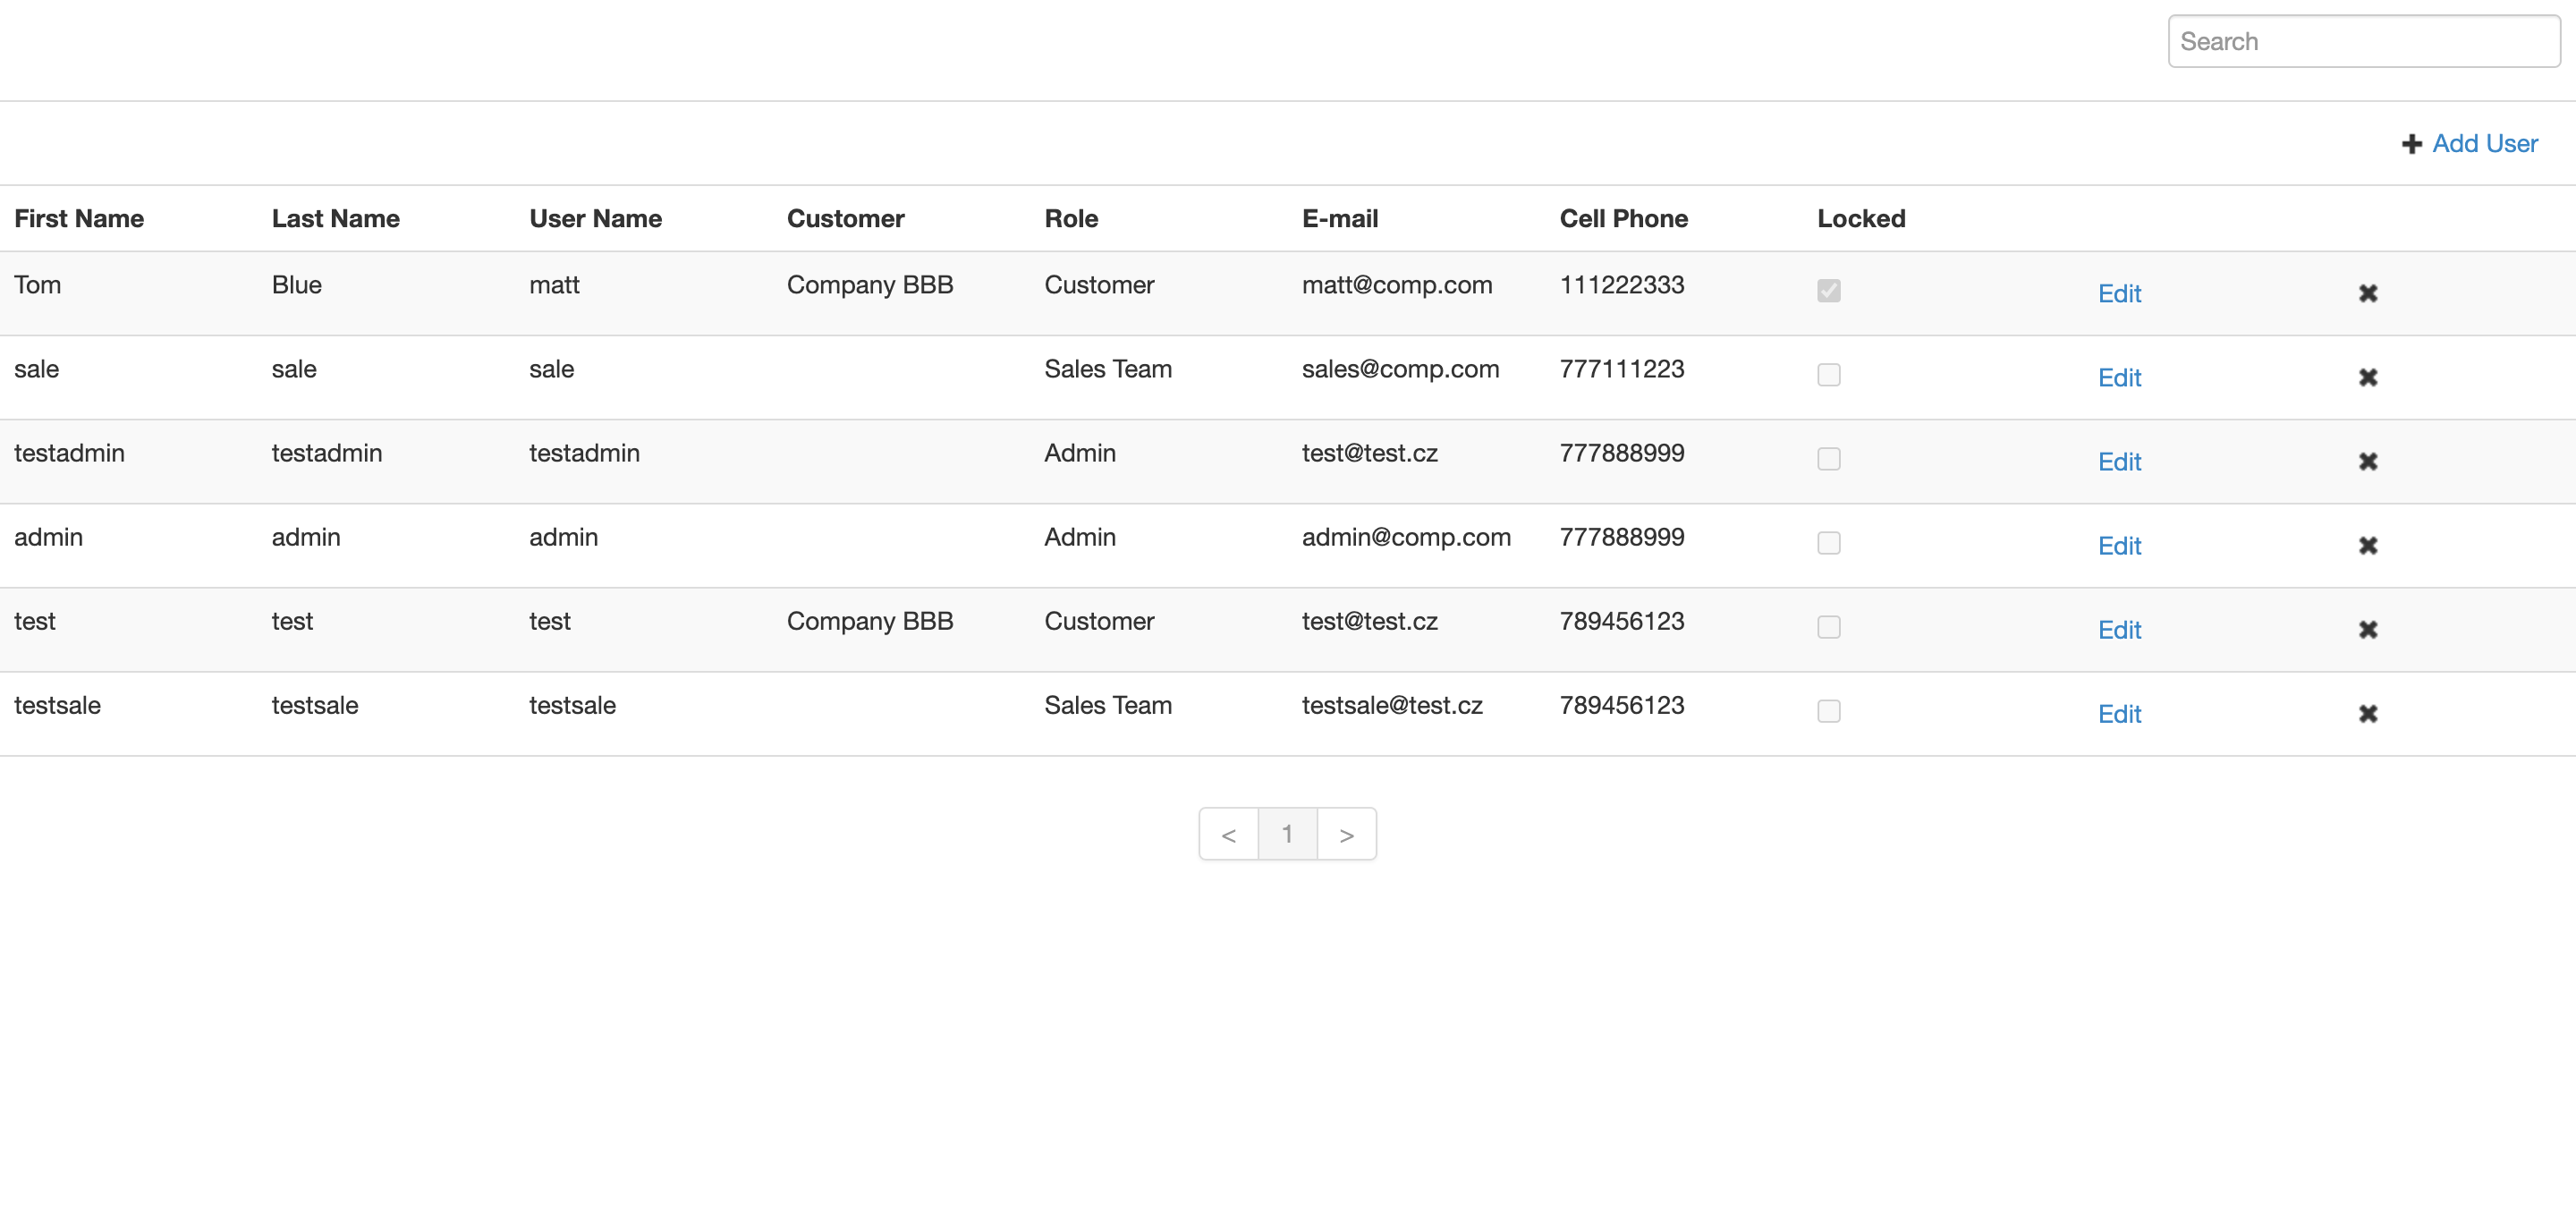 Search
Add User
First Name Last Name User Name Customer Role E-mail Cell Phone Locked
Tom Blue matt Company BBB Customer matt@comp.com 111222333 Edit
sale sale sale Sales Team sales@comp.com 777111223 Edit
testadmin testadmin testadmin Admin test@test.cz 777888999 Edit
admin admin admin Admin admin@comp.com 777888999 Edit
test test test Company BBB Customer test@test.cz 789456123 Edit
testsale testsale testsale Sales Team testsale@test.cz 789456123 Edit
< 1 >